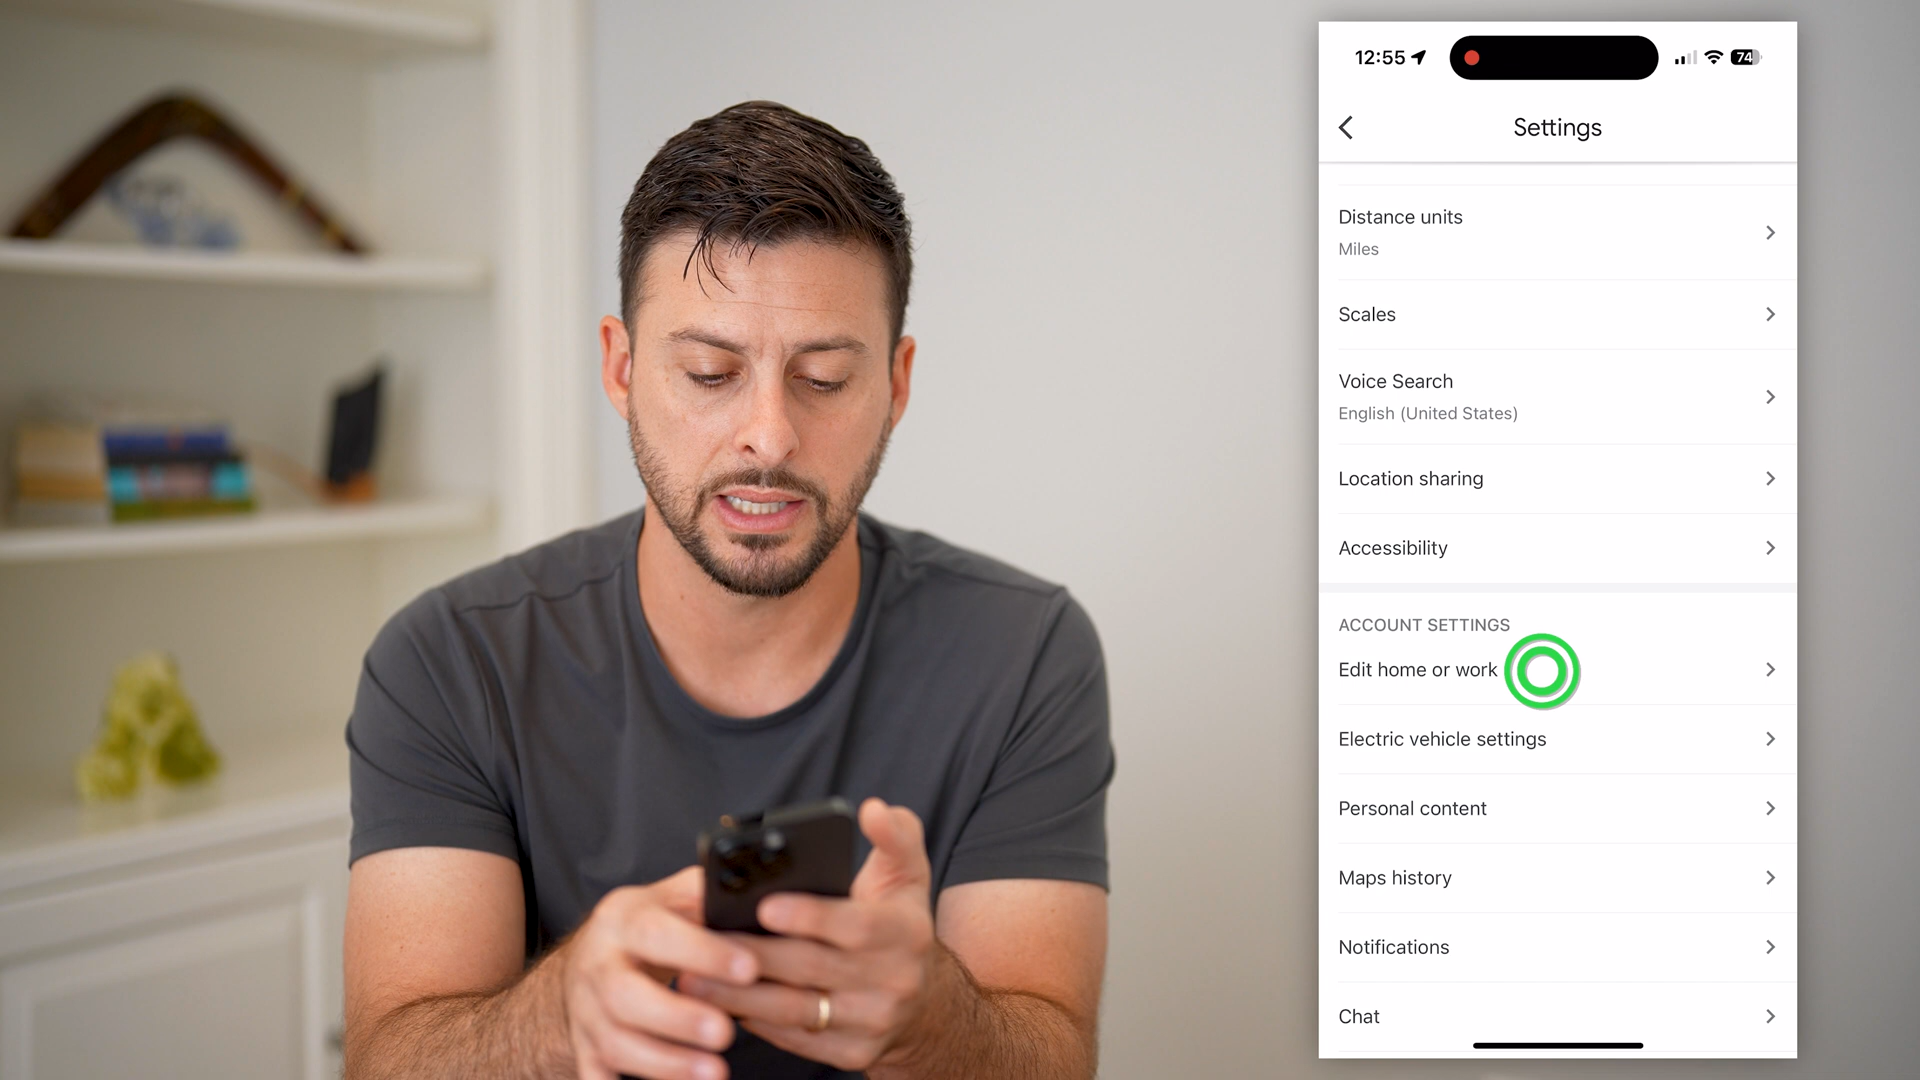 12:55
74
Settings
Distance units
Miles
Scales
Voice Search
English (United States)
Location sharing
Accessibility
ACCOUNT SETTINGS
Edit home or work
Electric vehicle settings
Personal content
Maps history
Notifications
Chat